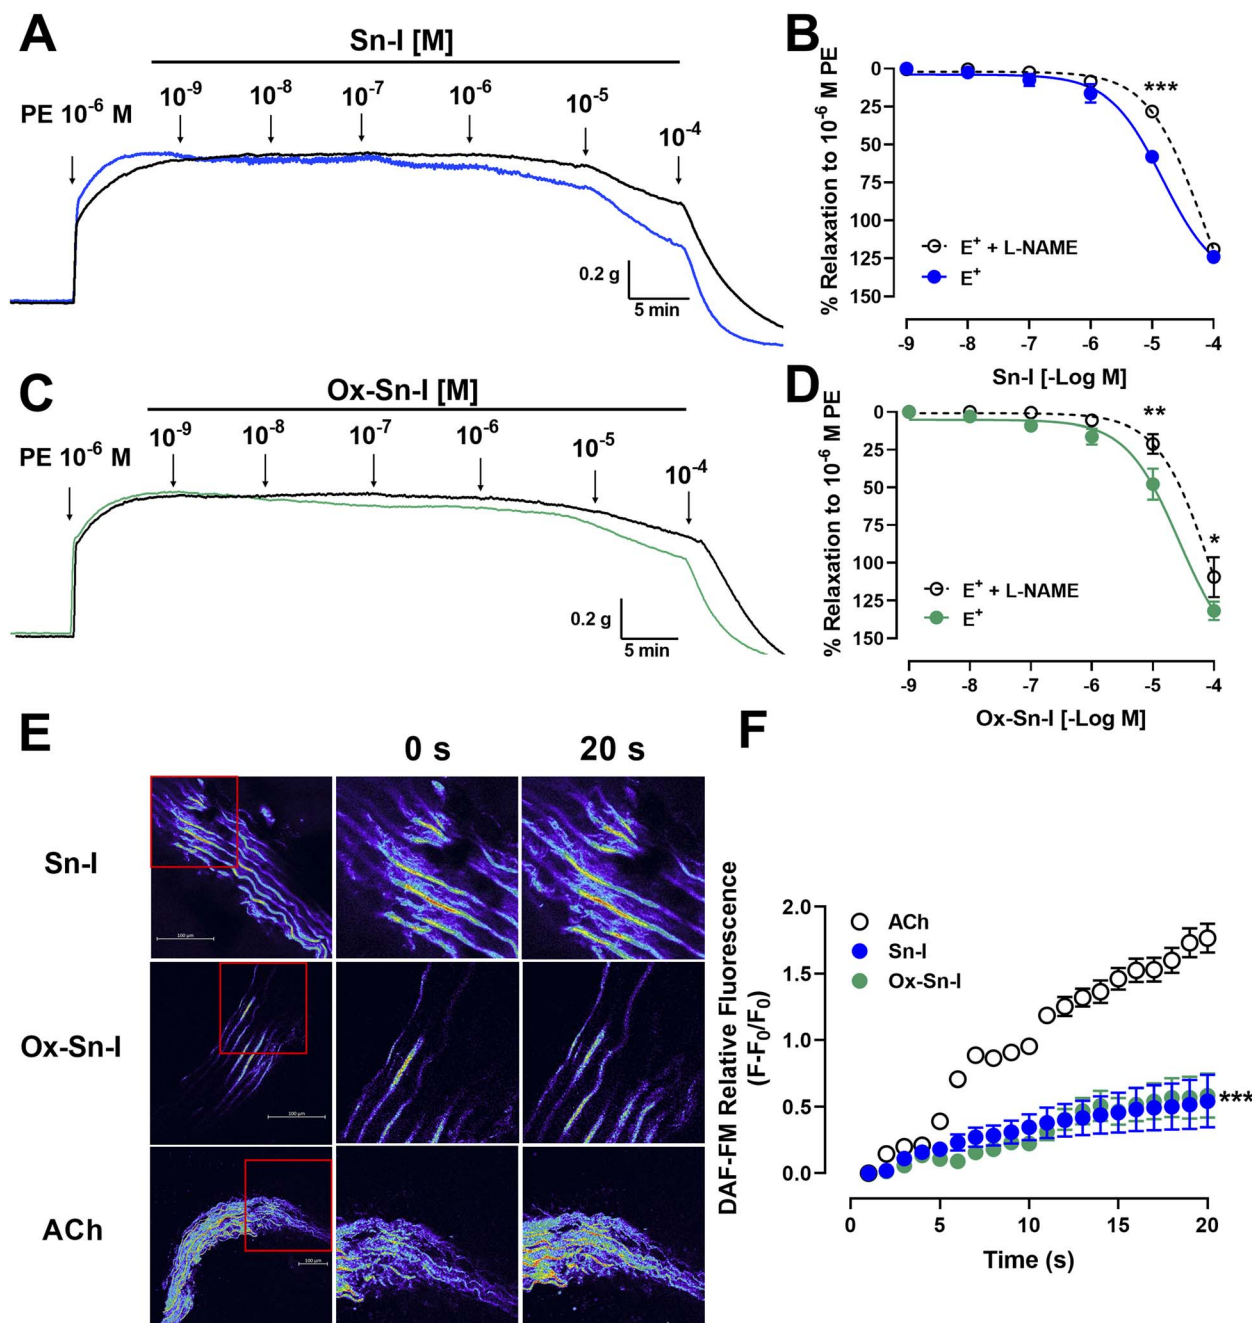 A
Sn-I [M]
PE 10-6 M
10-9
10-8
10-7
10-6
10-5
10-4
0.2 g
5 min
B
% Relaxation to 10-6 M PE
0
25
50
75
100
125
150
***
E+ + L-NAME
E+
-9 -8 -7 -6 -5 -4
Sn-I [-Log M]
C
Ox-Sn-I [M]
PE 10-6 M
10-9
10-8
10-7
10-6
10-5
10-4
0.2 g
5 min
D
% Relaxation to 10-6 M PE
0
25
50
75
100
125
150
**
*
E+ + L-NAME
E+
-9 -8 -7 -6 -5 -4
Ox-Sn-I [-Log M]
E
0 s 20 s
Sn-I
100 µm
Ox-Sn-I
100 µm
ACh
100 µm
F
DAF-FM Relative Fluorescence
(F-F0/F0)
2.0
1.5
1.0
0.5
0.0
ACh
Sn-I
Ox-Sn-I
***
0 5 10 15 20
Time (s)